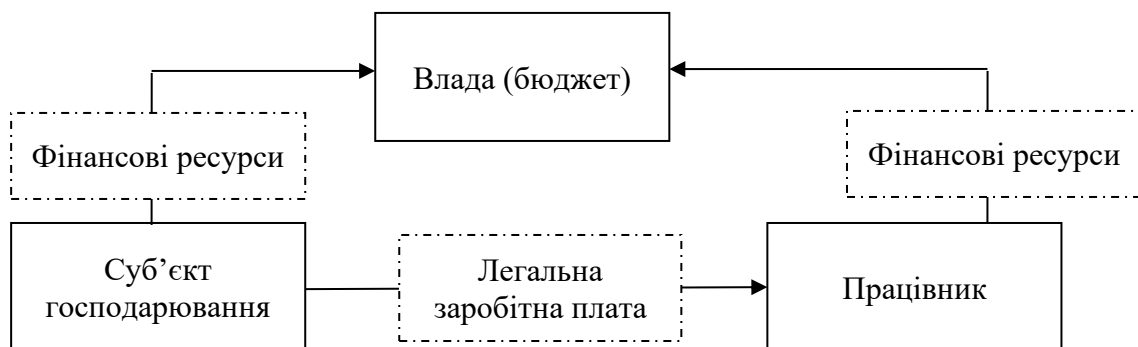 Влада (бюджет)
Фінансові ресурси
Фінансові ресурси
Суб’єкт
господарювання
Легальна
заробітна плата
Працівник